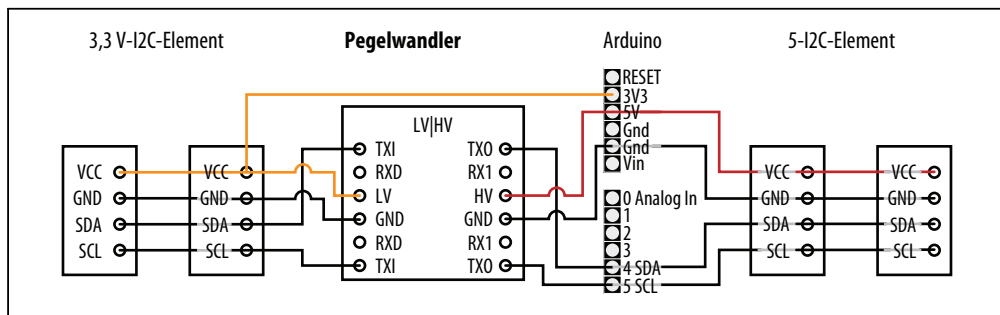 3,3 V-I2C-Element
Pegelwandler
Arduino
5-I2C-Element
VCC
GND
SDA
SCL
VCC
GND
SDA
SCL
LV|HV
TXI
RXD
LV
GND
RXD
TXI
TX0
RX1
HV
GND
RX1
TX0
RESET
3V3
5V
Gnd
Gnd
Vin
0 Analog In
1
2
3
4 SDA
5 SCL
VCC
GND
SDA
SCL
VCC
GND
SDA
SCL